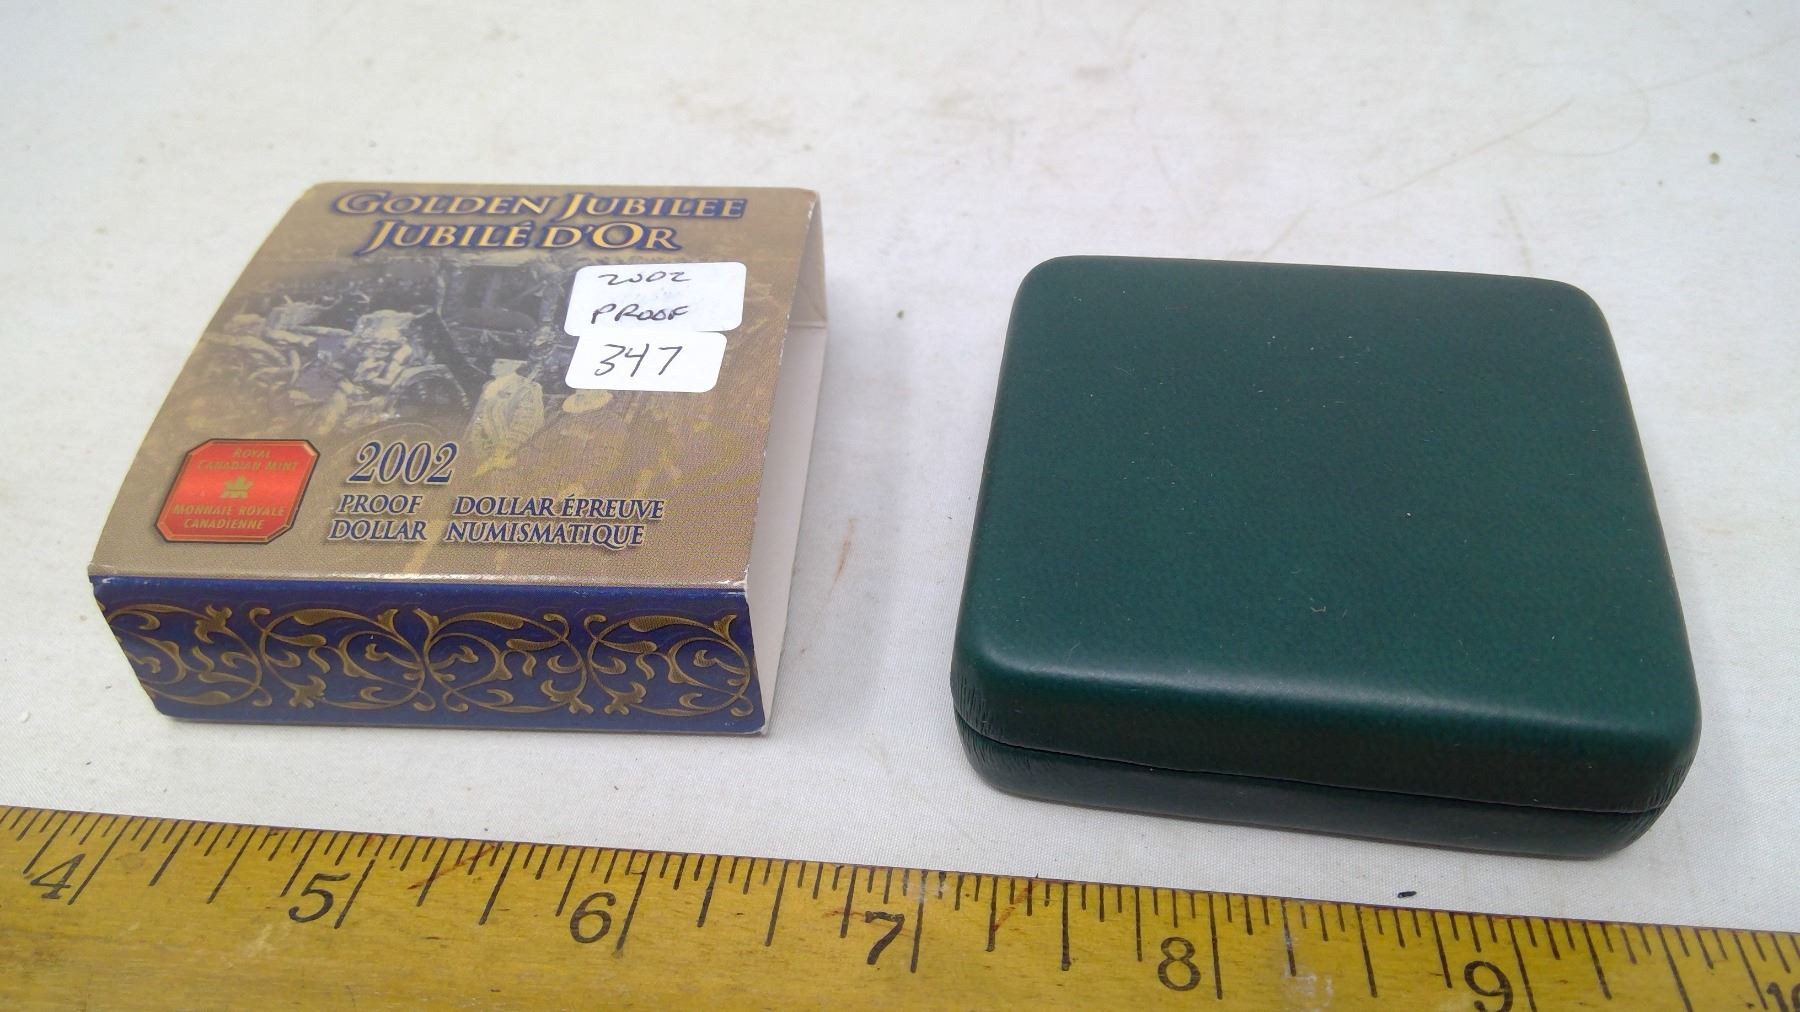 GOLDEN JUBILEE
JUBILÉ D'OR
2002
PROOF
347
ROYAL
CANADIAN MINT
MONNAIE ROYALE
CANADIENNE
2002
PROOF DOLLAR ÉPREUVE
DOLLAR NUMISMATIQUE
4 5 6 7 8 9 10